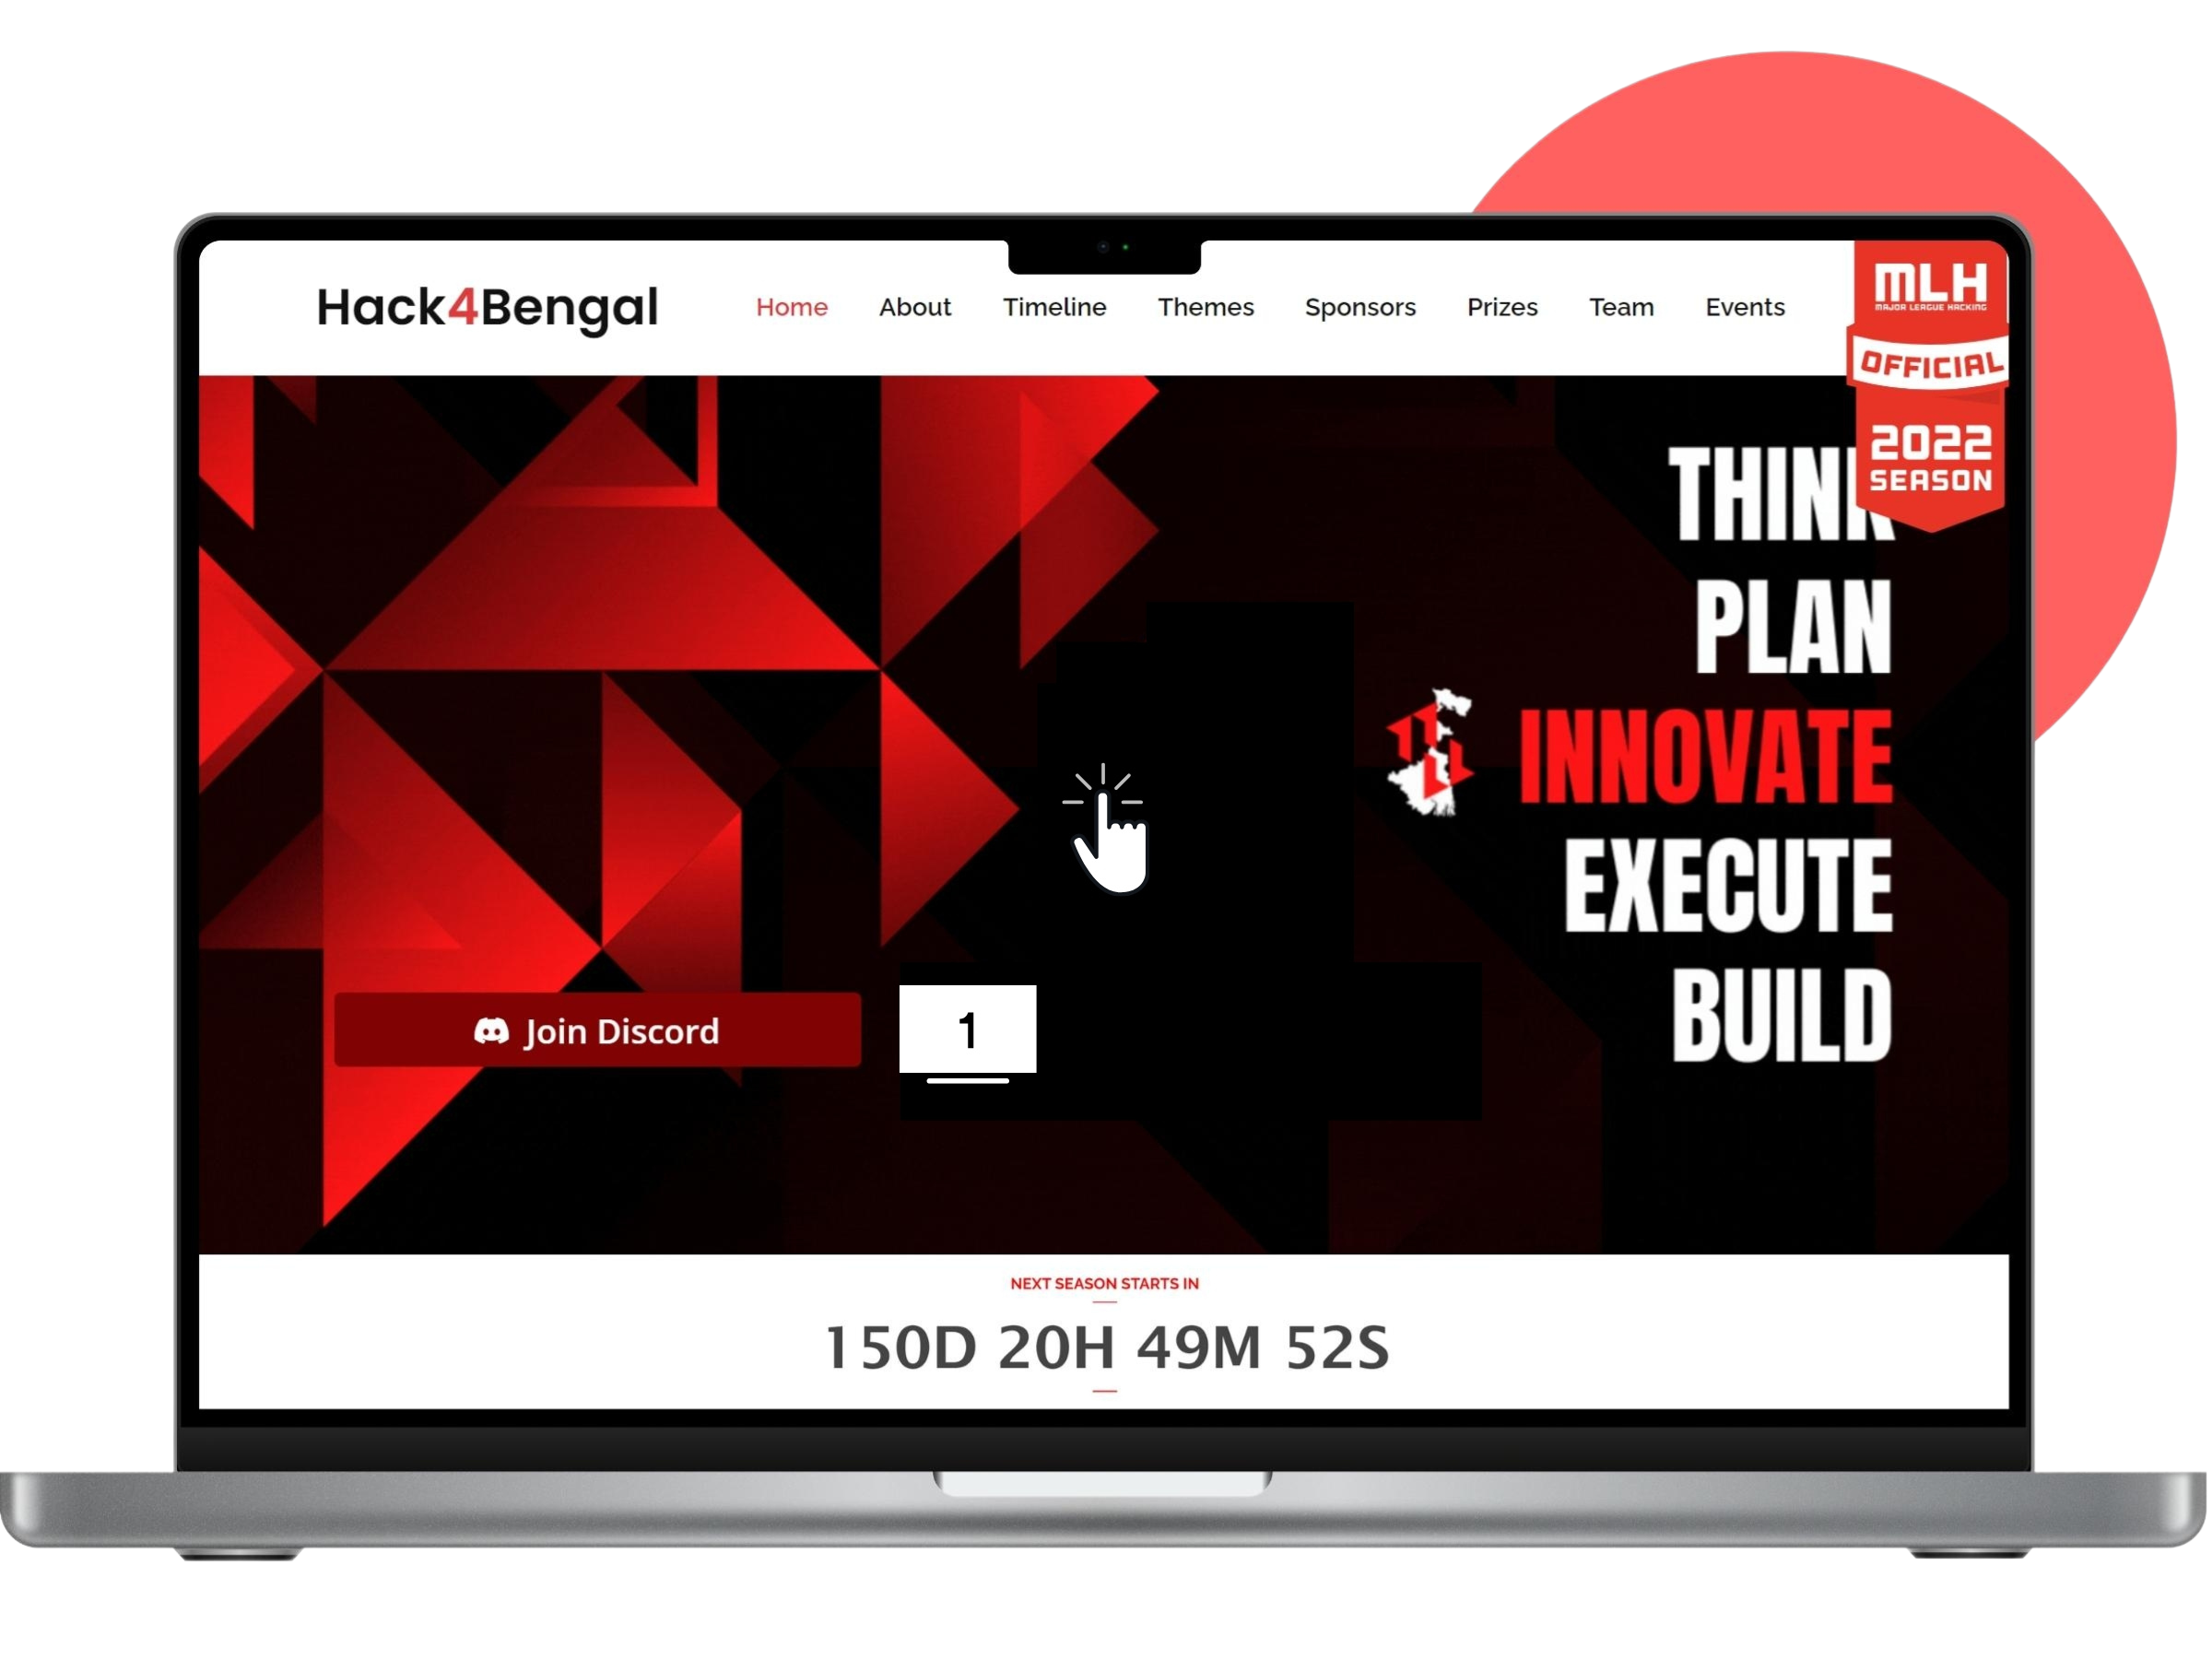 Hack4Bengal
Home About Timeline Themes Sponsors Prizes Team Events
MLH
MAJOR LEAGUE HACKING
OFFICIAL
2022
SEASON
THINK
PLAN
INNOVATE
EXECUTE
BUILD
Join Discord
1
NEXT SEASON STARTS IN
150D 20H 49M 52S